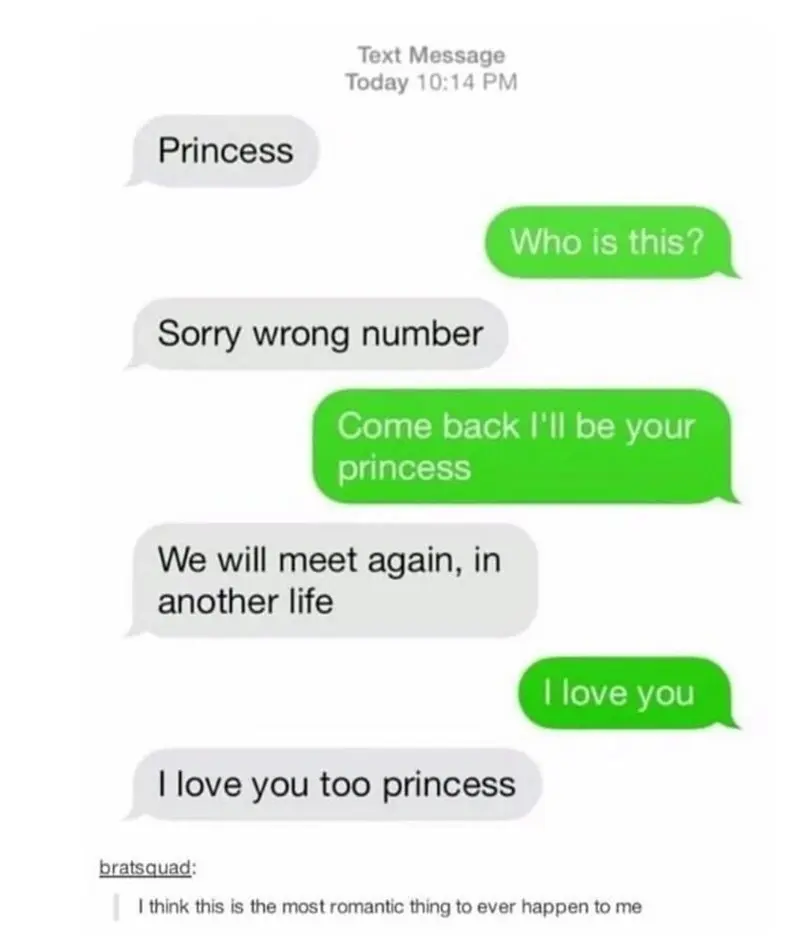 Text Message
Today 10:14 PM
Princess
Who is this?
Sorry wrong number
Come back I'll be your
princess
We will meet again, in
another life
I love you
I love you too princess
bratsquad:
I think this is the most romantic thing to ever happen to me